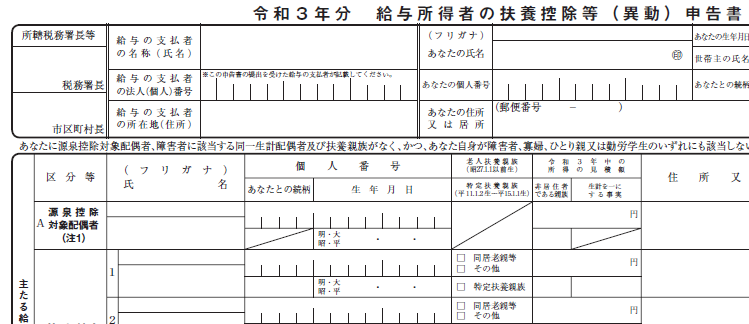 令和３年分 給与所得者の扶養控除等（異動）申告書
所轄税務署長等
給与の支払者の名称（氏名）
（フリガナ）
あなたの氏名
㊞
あなたの生年月日
世帯主の氏名
税務署長
給与の支払者の法人（個人）番号
※この申告書の提出を受けた給与の支払者が記載してください。
あなたの個人番号
あなたとの続柄
市区町村長
給与の支払者の所在地（住所）
あなたの住所又は居所
（郵便番号 － ）
あなたに源泉控除対象配偶者、障害者に該当する同一生計配偶者及び扶養親族がなく、かつ、あなた自身が障害者、寡婦、ひとり親又は勤労学生のいずれにも該当しない
区分等
（フリガナ）
氏名
個人番号
あなたとの続柄
生年月日
老人扶養親族
（昭27.1.1以前生）
特定扶養親族
（平11.1.2生～平15.1.1生）
令和３年中の所得の見積額
非居住者である親族
生計を一にする事実
住所又
A
源泉控除対象配偶者（注1）
明・大
昭・平
・ ・
円
主たる給
1
□ 同居老親等
□ その他
円
明・大
昭・平
・ ・
□ 特定扶養親族
2
□ 同居老親等
□ その他
円